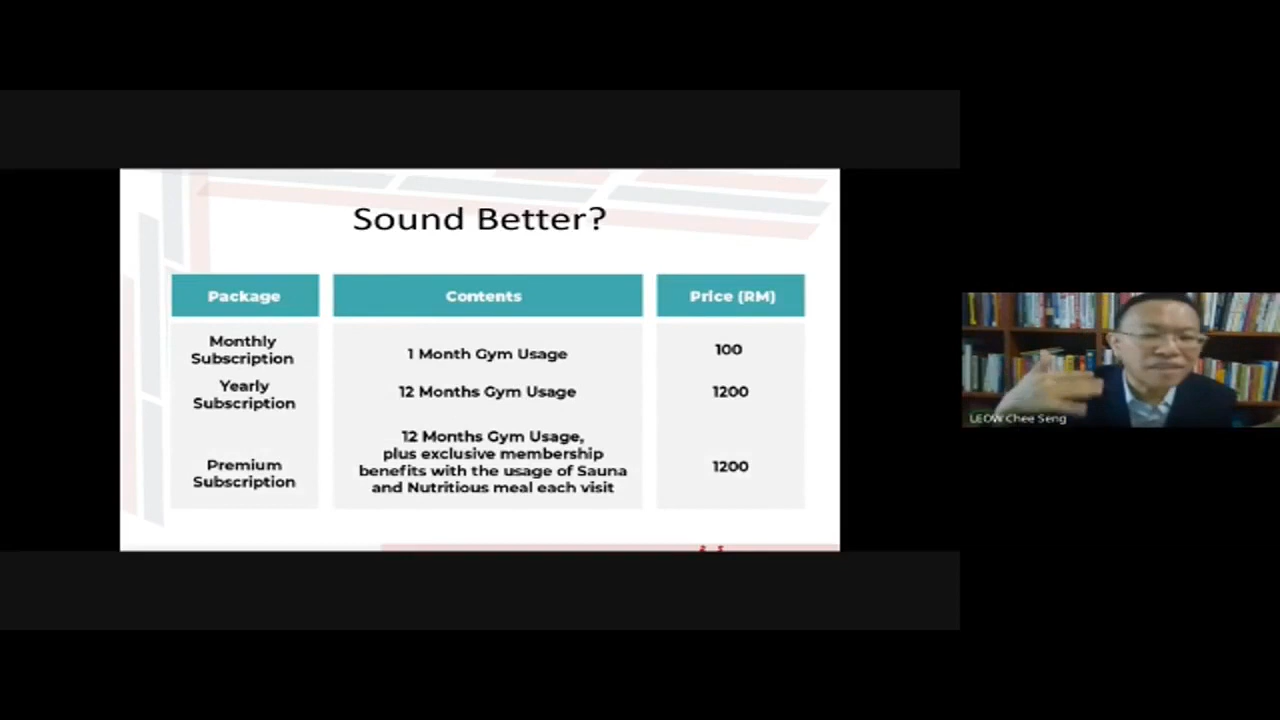 Sound Better?
Package
Contents
Price (RM)
Monthly
Subscription
1 Month Gym Usage
100
Yearly
Subscription
12 Months Gym Usage
1200
Premium
Subscription
12 Months Gym Usage,
plus exclusive membership
benefits with the usage of Sauna
and Nutritious meal each visit
1200
LEOW Chee Seng